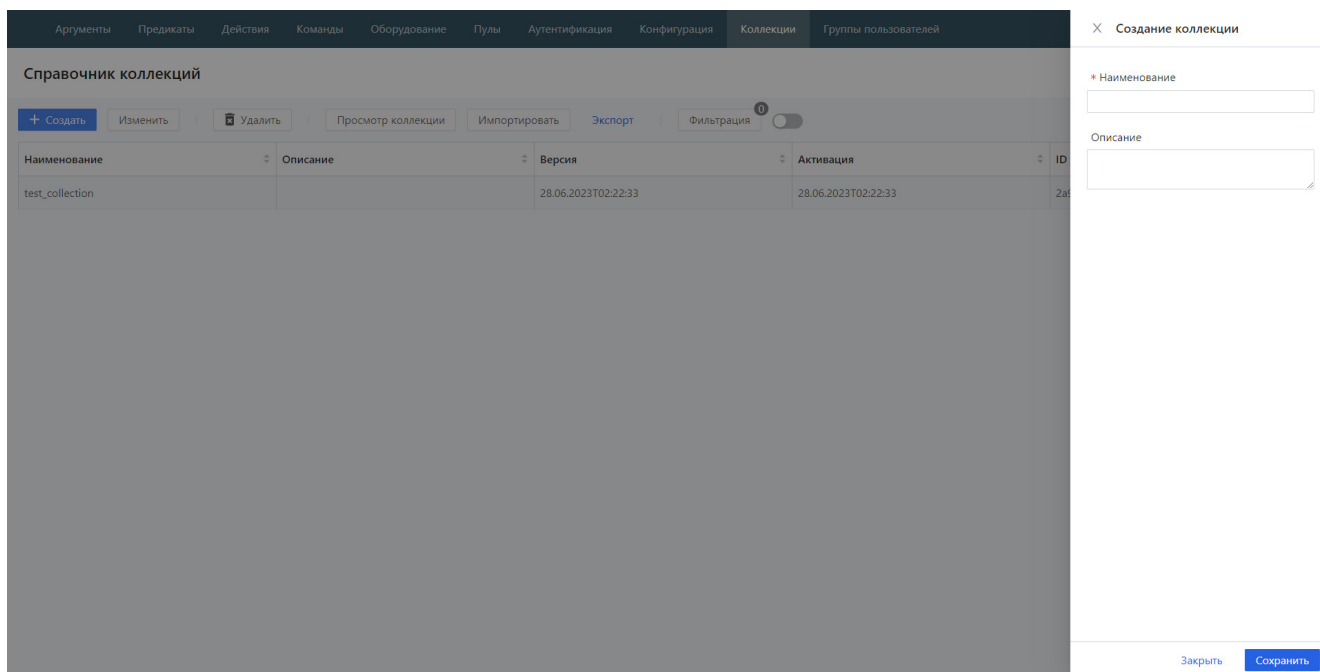 Аргументы Предикаты Действия Команды Оборудование Пулы Аутентификация Конфигурация Коллекции Группы пользователей
Справочник коллекций
+ Создать Изменить Удалить Просмотр коллекции Импортировать Экспорт Фильтрация 0
Наименование Описание Версия Активация ID
test_collection 28.06.2023T02:22:33 28.06.2023T02:22:33
Создание коллекции
* Наименование
Описание
Закрыть Сохранить